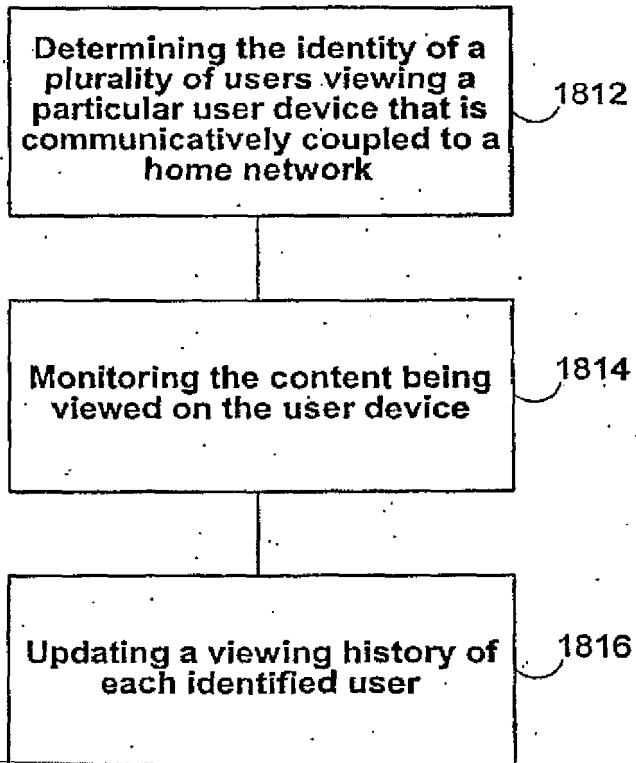 Determining the identity of a
plurality of users viewing a
particular user device that is
communicatively coupled to a
home network
1812
Monitoring the content being
viewed on the user device
1814
Updating a viewing history of
each identified user
1816